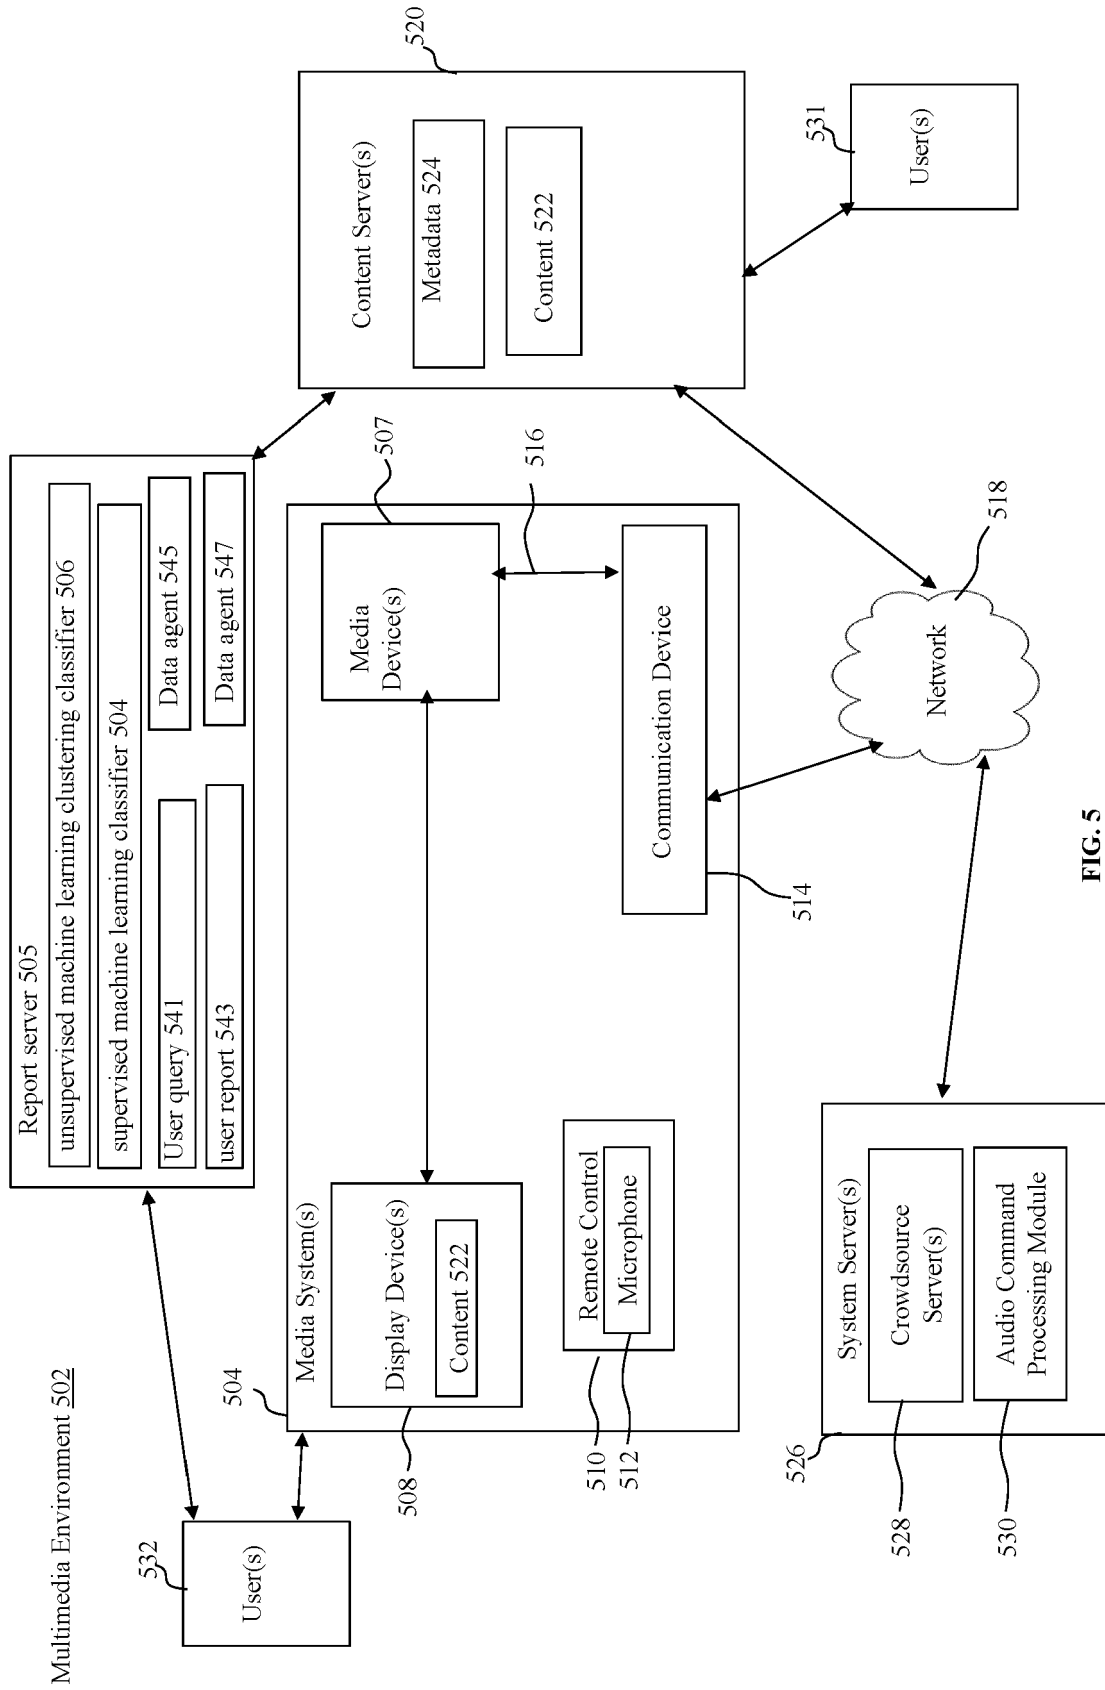 Multimedia Environment 502
Report server 505
unsupervised machine learning clustering classifier 506
supervised machine learning classifier 504
User query 541
Data agent 545
user report 543
Data agent 547
532
User(s)
504
Media System(s)
Display Device(s)
Content 522
508
Media
Device(s)
507
516
Remote Control
Microphone
510
512
Communication Device
514
520
Content Server(s)
Metadata 524
Content 522
531
User(s)
Network
518
System Server(s)
Crowdsource
Server(s)
Audio Command
Processing Module
526
528
530
FIG. 5